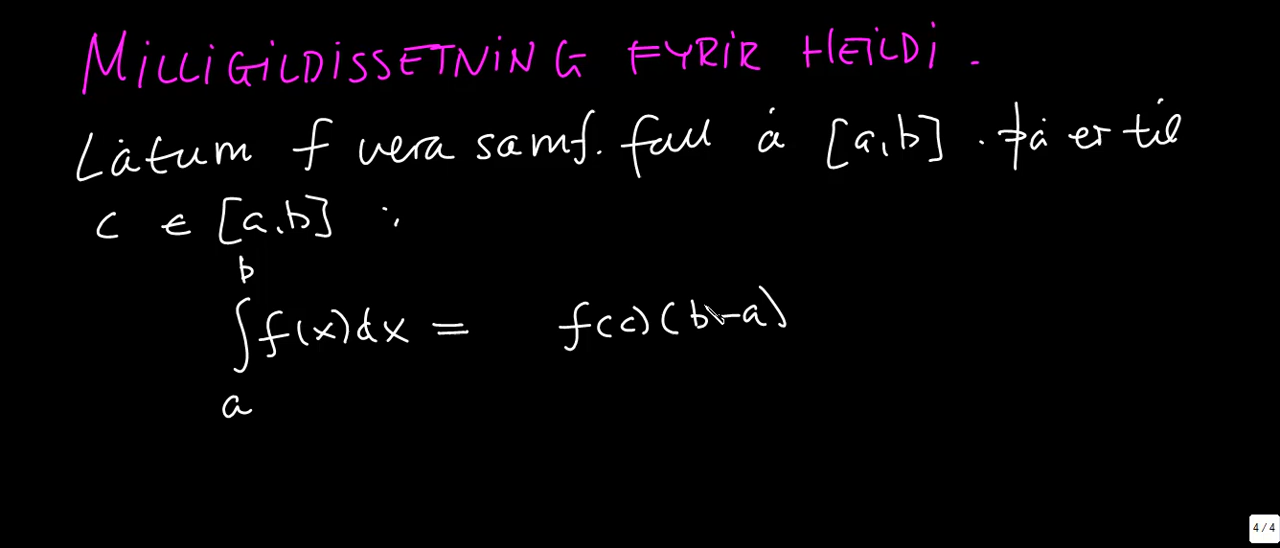 MILLIGILDISSETNING FYRIR HEILDI.
Látum f vera samf. fall á [a,b]. Þá er til
c ∈ [a,b] :
b
∫f(x)dx = f(c)(b-a)
a
4/4